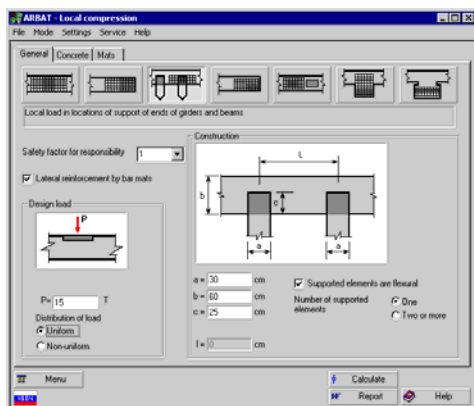 ARBAT - Local compression
File Mode Settings Service Help
General Concrete Mats
Local load in locations of support of ends of girders and beams
Safety factor for responsibility 1
Lateral reinforcement by bar mats
Design load
P
P= 15 T
Distribution of load
Uniform
Non-uniform
Construction
L
b
c
a a
a = 30 cm
b = 60 cm
c = 25 cm
l = 0 cm
Supported elements are flexural
Number of supported elements
One
Two or more
Menu
Calculate
Report
Help